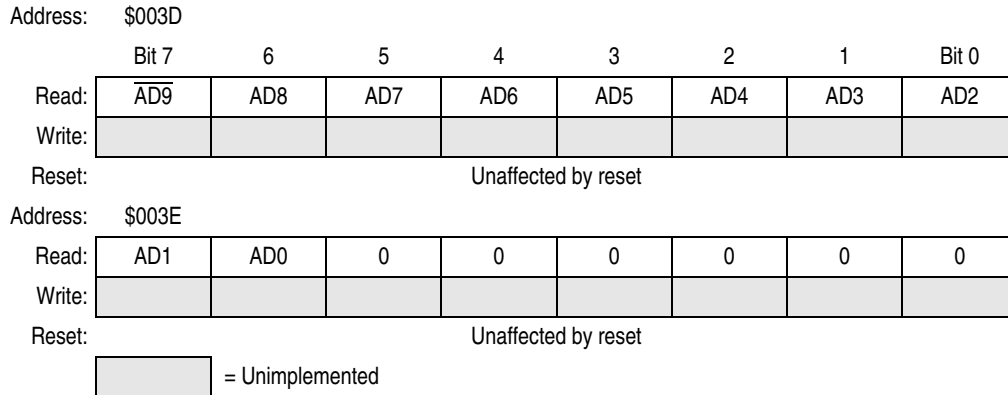 Address: $003D
Bit 7 6 5 4 3 2 1 Bit 0
Read: A̅D̅9̅ AD8 AD7 AD6 AD5 AD4 AD3 AD2
Write:
Reset: Unaffected by reset
Address: $003E
Read: AD1 AD0 0 0 0 0 0 0
Write:
Reset: Unaffected by reset
= Unimplemented